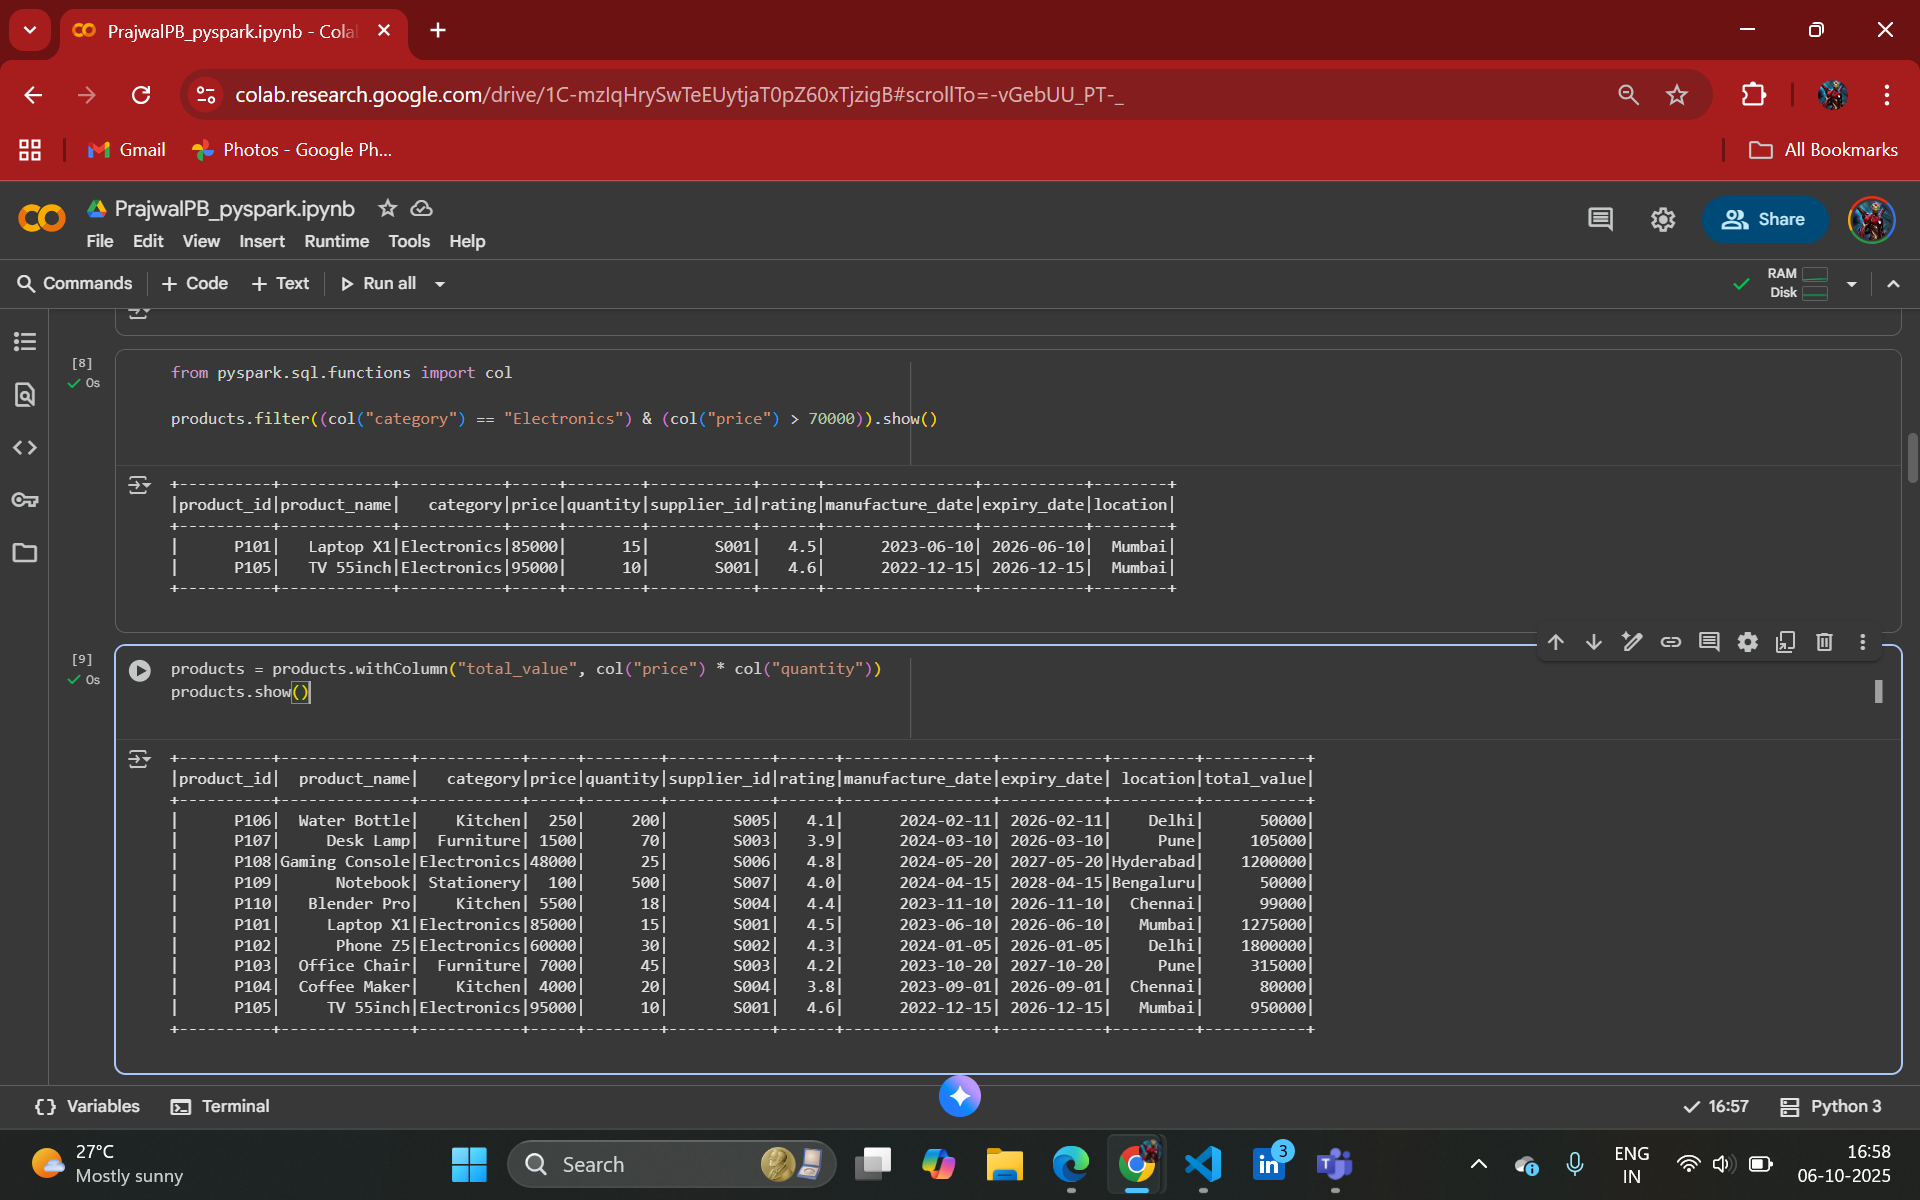 PrajwalPB_pyspark.ipynb - Cola
colab.research.google.com/drive/1C-mzIqHrySwTeEUytjaT0pZ60xTjzigB#scrollTo=-vGebUU_PT-_
Gmail Photos - Google Ph... All Bookmarks
PrajwalPB_pyspark.ipynb
File Edit View Insert Runtime Tools Help
Share
Commands + Code + Text Run all
RAM
Disk
[8]
0s
from pyspark.sql.functions import col
products.filter((col("category") == "Electronics") & (col("price") > 70000)).show()
+----------+------------+-----------+-----+--------+-----------+------+----------------+-----------+--------+
|product_id|product_name|   category|price|quantity|supplier_id|rating|manufacture_date|expiry_date|location|
+----------+------------+-----------+-----+--------+-----------+------+----------------+-----------+--------+
|      P101|   Laptop X1|Electronics|85000|      15|       S001|   4.5|      2023-06-10| 2026-06-10|  Mumbai|
|      P105|   TV 55inch|Electronics|95000|      10|       S001|   4.6|      2022-12-15| 2026-12-15|  Mumbai|
+----------+------------+-----------+-----+--------+-----------+------+----------------+-----------+--------+
[9]
0s
products = products.withColumn("total_value", col("price") * col("quantity"))
products.show()
+----------+--------------+-----------+-----+--------+-----------+------+----------------+-----------+---------+-----------+
|product_id|  product_name|   category|price|quantity|supplier_id|rating|manufacture_date|expiry_date| location|total_value|
+----------+--------------+-----------+-----+--------+-----------+------+----------------+-----------+---------+-----------+
|      P106|  Water Bottle|    Kitchen|  250|     200|       S005|   4.1|      2024-02-11| 2026-02-11|    Delhi|      50000|
|      P107|     Desk Lamp|  Furniture| 1500|      70|       S003|   3.9|      2024-03-10| 2026-03-10|     Pune|     105000|
|      P108|Gaming Console|Electronics|48000|      25|       S006|   4.8|      2024-05-20| 2027-05-20|Hyderabad|    1200000|
|      P109|      Notebook| Stationery|  100|     500|       S007|   4.0|      2024-04-15| 2028-04-15|Bengaluru|      50000|
|      P110|   Blender Pro|    Kitchen| 5500|      18|       S004|   4.4|      2023-11-10| 2026-11-10|  Chennai|      99000|
|      P101|     Laptop X1|Electronics|85000|      15|       S001|   4.5|      2023-06-10| 2026-06-10|   Mumbai|    1275000|
|      P102|      Phone Z5|Electronics|60000|      30|       S002|   4.3|      2024-01-05| 2026-01-05|    Delhi|    1800000|
|      P103|  Office Chair|  Furniture| 7000|      45|       S003|   4.2|      2023-10-20| 2027-10-20|     Pune|     315000|
|      P104|  Coffee Maker|    Kitchen| 4000|      20|       S004|   3.8|      2023-09-01| 2026-09-01|  Chennai|      80000|
|      P105|     TV 55inch|Electronics|95000|      10|       S001|   4.6|      2022-12-15| 2026-12-15|   Mumbai|     950000|
+----------+--------------+-----------+-----+--------+-----------+------+----------------+-----------+---------+-----------+
{} Variables Terminal 16:57 Python 3
27°C
Mostly sunny
Search
3
ENG
IN
16:58
06-10-2025